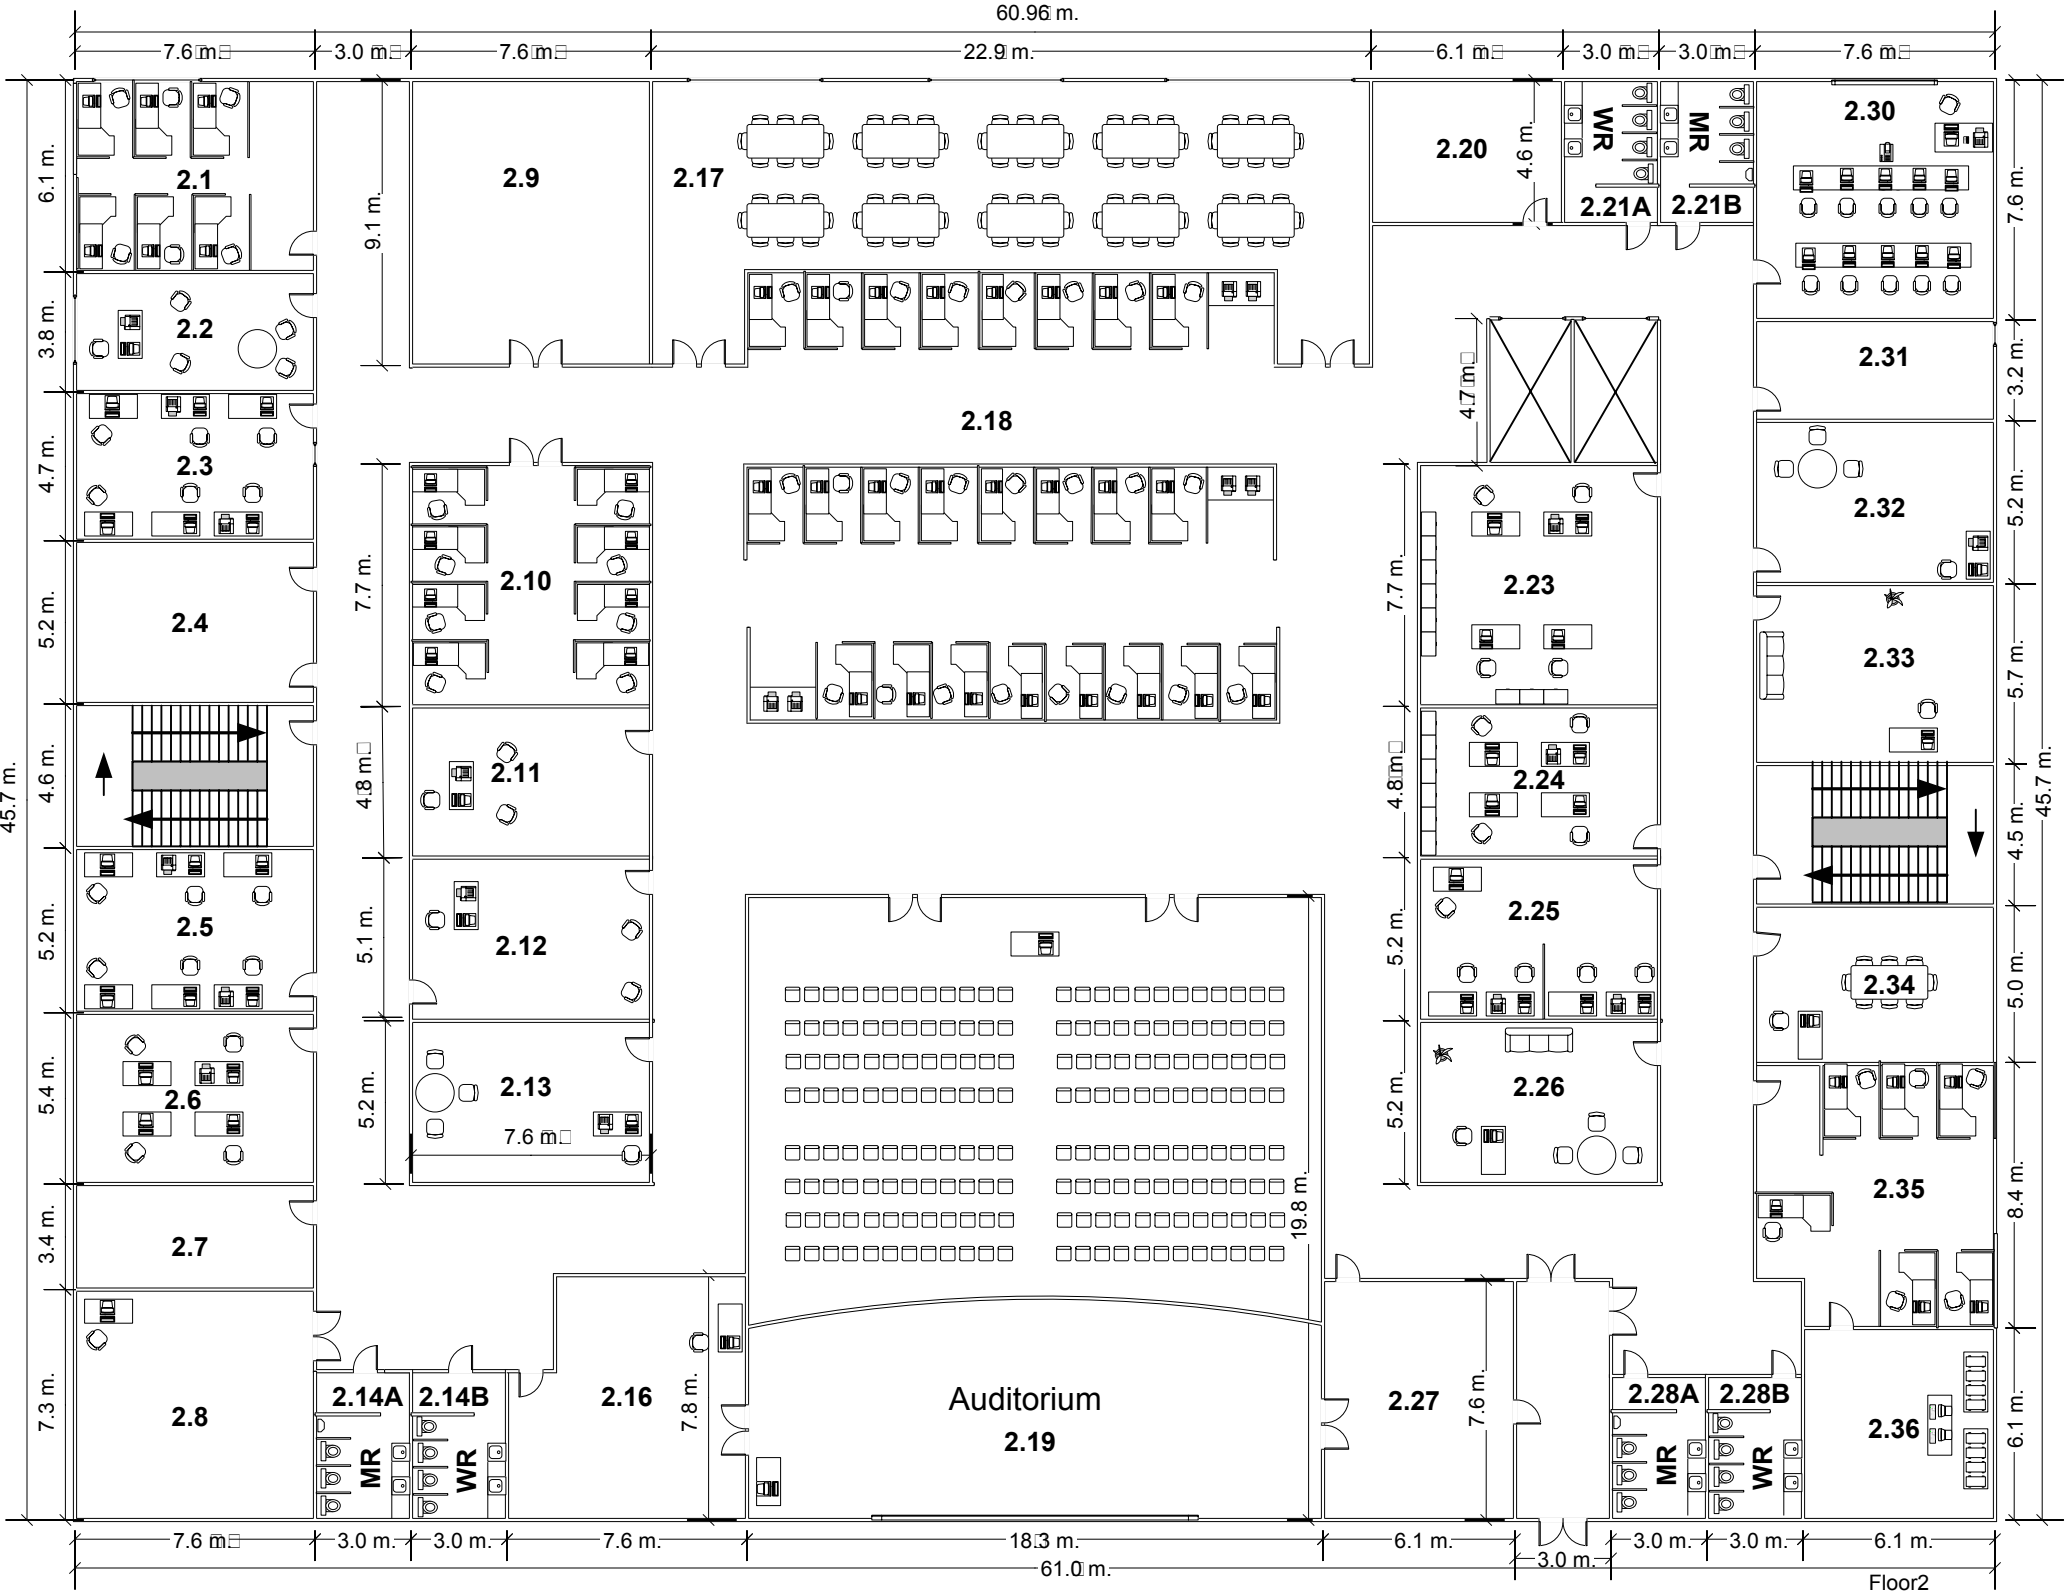 60.96 m.
7.6 m.
3.0 m.
7.6 m.
22.9 m.
6.1 m.
3.0 m.
3.0 m.
7.6 m.
2.1
2.9
2.17
2.20
WR
MR
2.21A
2.21B
2.30
6.1 m.
9.1 m.
4.6 m.
7.6 m.
2.2
3.8 m.
2.31
3.2 m.
4.7 m.
2.18
2.3
4.7 m.
2.32
5.2 m.
2.10
7.7 m.
2.23
7.7 m.
2.4
5.2 m.
2.33
5.7 m.
45.7 m.
4.6 m.
2.11
4.8 m.
2.24
4.8 m.
4.5 m.
45.7 m.
2.5
5.2 m.
2.12
5.1 m.
2.25
5.2 m.
2.34
5.0 m.
2.6
5.4 m.
2.13
7.6 m.
5.2 m.
2.26
5.2 m.
2.35
8.4 m.
19.8 m.
2.7
3.4 m.
2.8
7.3 m.
2.14A
2.14B
MR
WR
2.16
7.8 m.
Auditorium
2.19
2.27
7.6 m.
2.28A
2.28B
MR
WR
2.36
6.1 m.
7.6 m.
3.0 m.
3.0 m.
7.6 m.
18.3 m.
6.1 m.
3.0 m.
3.0 m.
3.0 m.
6.1 m.
61.0 m.
Floor2